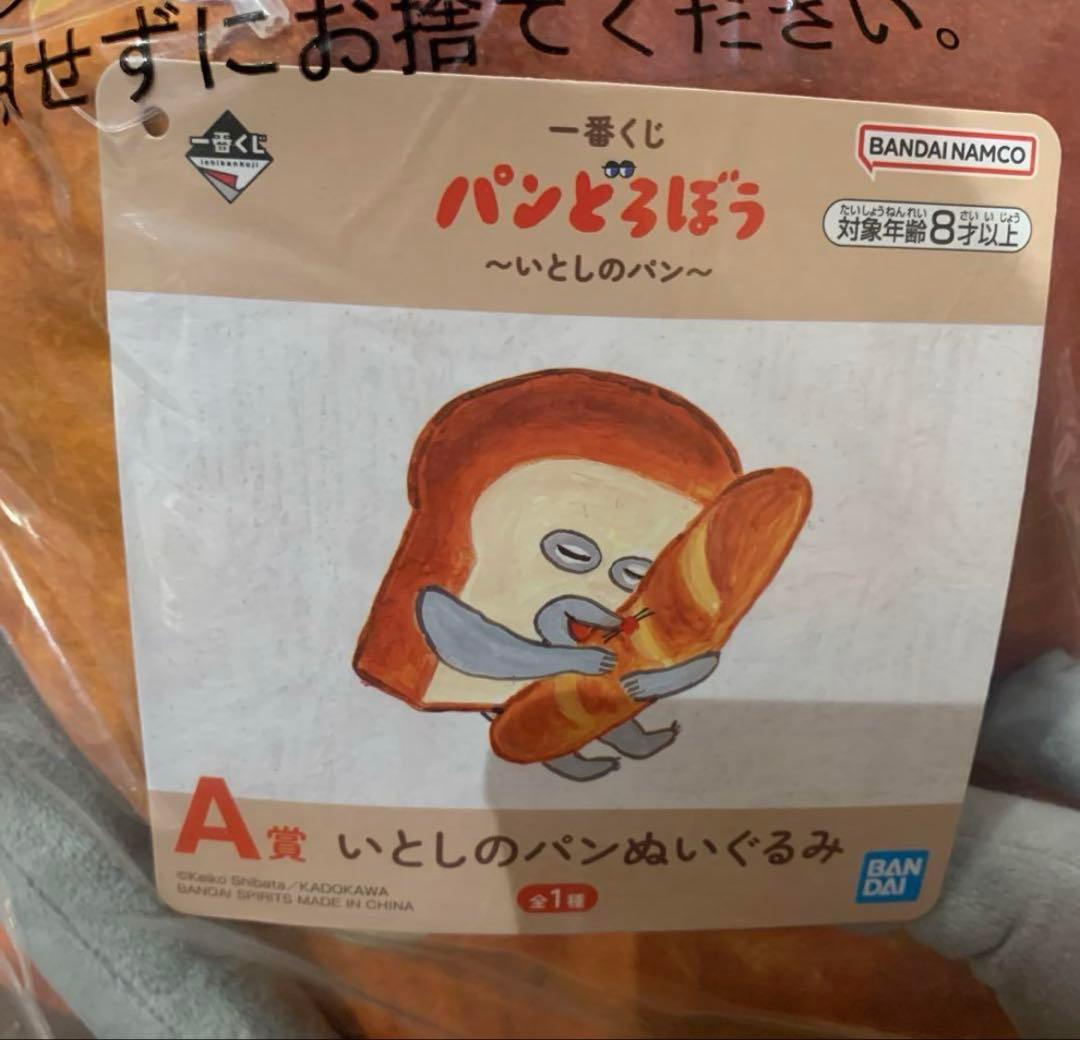 せずにお捨てください。
一番くじ
ichibankuji
一番くじ
パンどろぼう
～いとしのパン～
BANDAI NAMCO
たいしょうねんれい さい いじょう
対象年齢8才以上
A賞 いとしのパンぬいぐるみ
全1種
©Keiko Shibata／KADOKAWA
BANDAI SPIRITS MADE IN CHINA
BAN
DAI